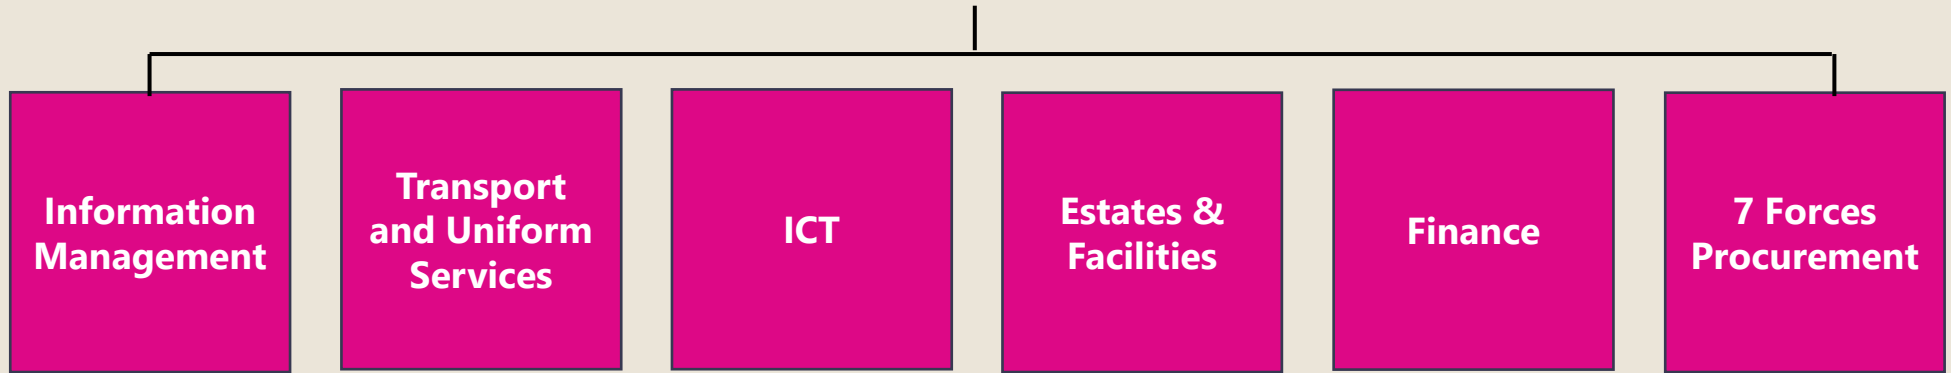 Information
Management
Transport
and Uniform
Services
ICT
Estates &
Facilities
Finance
7 Forces
Procurement